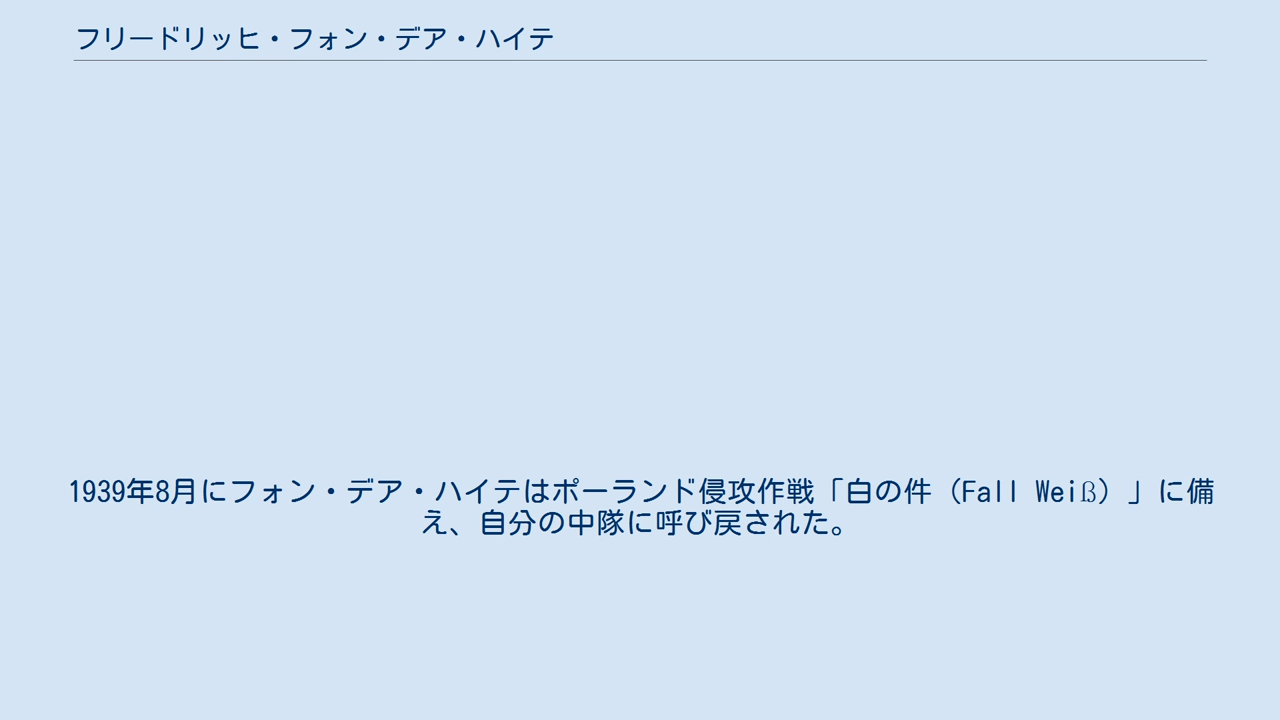 フリードリッヒ・フォン・デア・ハイテ
1939年8月にフォン・デア・ハイテはポーランド侵攻作戦「白の件（Fall Weiß）」に備
え、自分の中隊に呼び戻された。